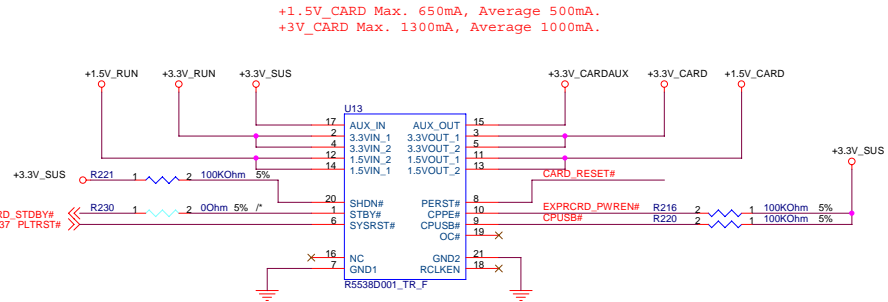 +1.5V_CARD Max. 650mA, Average 500mA.
+3V_CARD Max. 1300mA, Average 1000mA.
+1.5V_RUN +3.3V_RUN +3.3V_SUS +3.3V_CARDAUX +3.3V_CARD +1.5V_CARD
U13
17 AUX_IN AUX_OUT 15
2 3.3VIN_1 3.3VOUT_1 3
4 3.3VIN_2 3.3VOUT_2 5
12 1.5VIN_2 1.5VOUT_1 11
14 1.5VIN_1 1.5VOUT_2 13
+3.3V_SUS
+3.3V_SUS R221 1 2 100KOhm 5% CARD_RESET#
20 SHDN# PERST# 8
RD_STDBY# R230 1 2 0Ohm 5% /* 1 STBY# CPPE# 10 EXPRCRD_PWREN# R216 2 1 100KOhm 5%
37 PLTRST# 6 SYSRST# CPUSB# 9 CPUSB# R220 2 1 100KOhm 5%
OC# 19
16 NC GND2 21
7 GND1 RCLKEN 18
R5538D001_TR_F